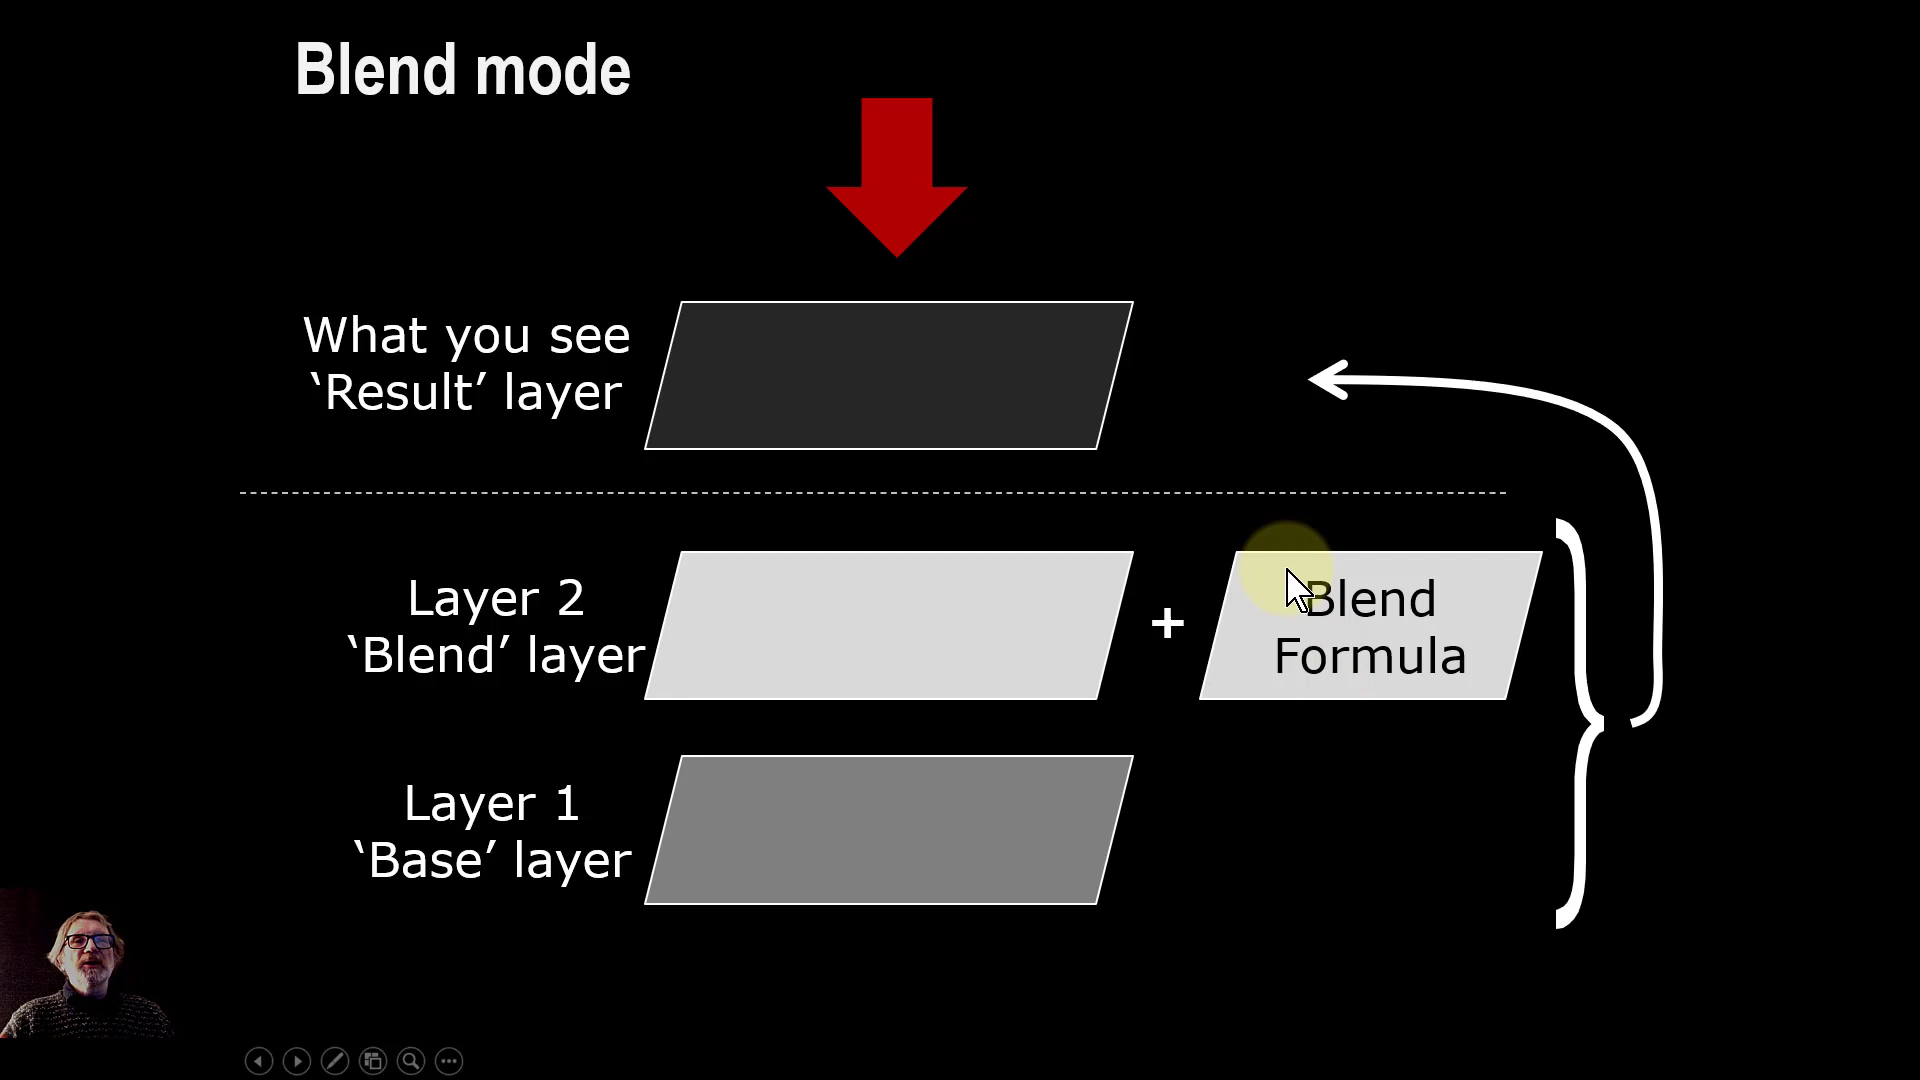 Blend mode
What you see
‘Result’ layer
Layer 2
‘Blend’ layer
+
Blend
Formula
Layer 1
‘Base’ layer